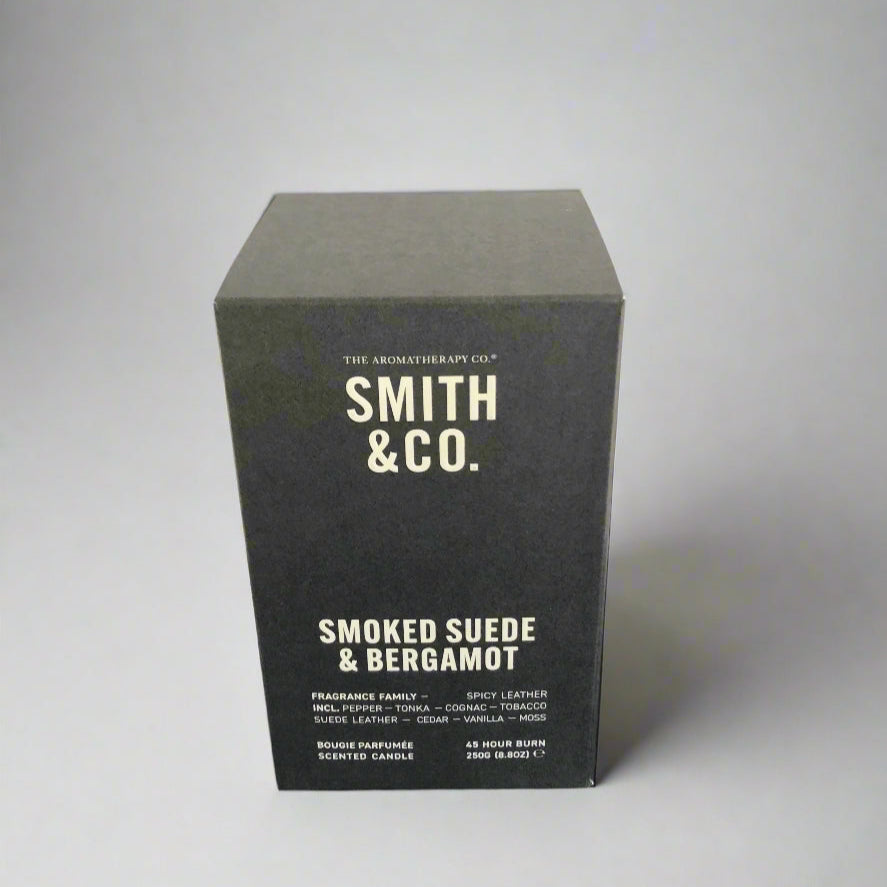 THE AROMATHERAPY CO.®
SMITH
&CO.
SMOKED SUEDE
& BERGAMOT
FRAGRANCE FAMILY — SPICY LEATHER
INCL. PEPPER — TONKA — COGNAC — TOBACCO
SUEDE LEATHER — CEDAR — VANILLA — MOSS
BOUGIE PARFUMÉE 45 HOUR BURN
SCENTED CANDLE 250G (8.8OZ) ℮